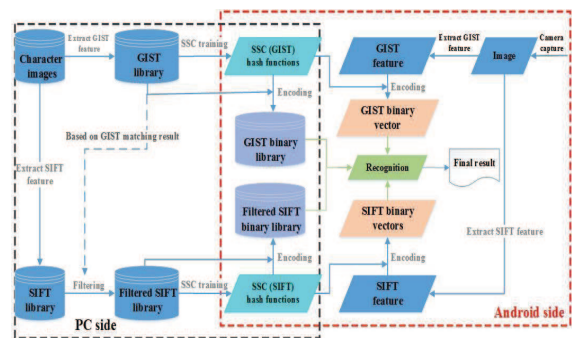 Character
images
Extract GIST
feature
GIST
library
SSC training
SSC (GIST)
hash functions
GIST
feature
Extract GIST
feature
Image
Camera
capture
Encoding
Encoding
Based on GIST matching result
GIST binary
library
GIST binary
vector
Extract SIFT
feature
Recognition
Final result
Filtered SIFT
binary library
SIFT binary
vectors
Extract SIFT
feature
Encoding
Encoding
SIFT
library
Filtering
Filtered SIFT
library
SSC training
SSC (SIFT)
hash functions
SIFT
feature
PC side
Android side